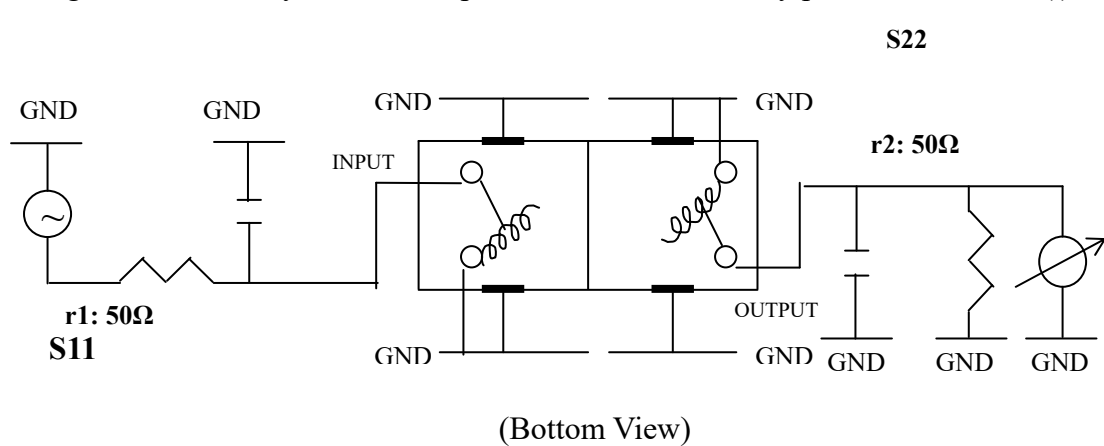 S22
GND GND GND GND
r2: 50Ω
INPUT
r1: 50Ω
S11
OUTPUT
GND GND GND GND GND
(Bottom View)